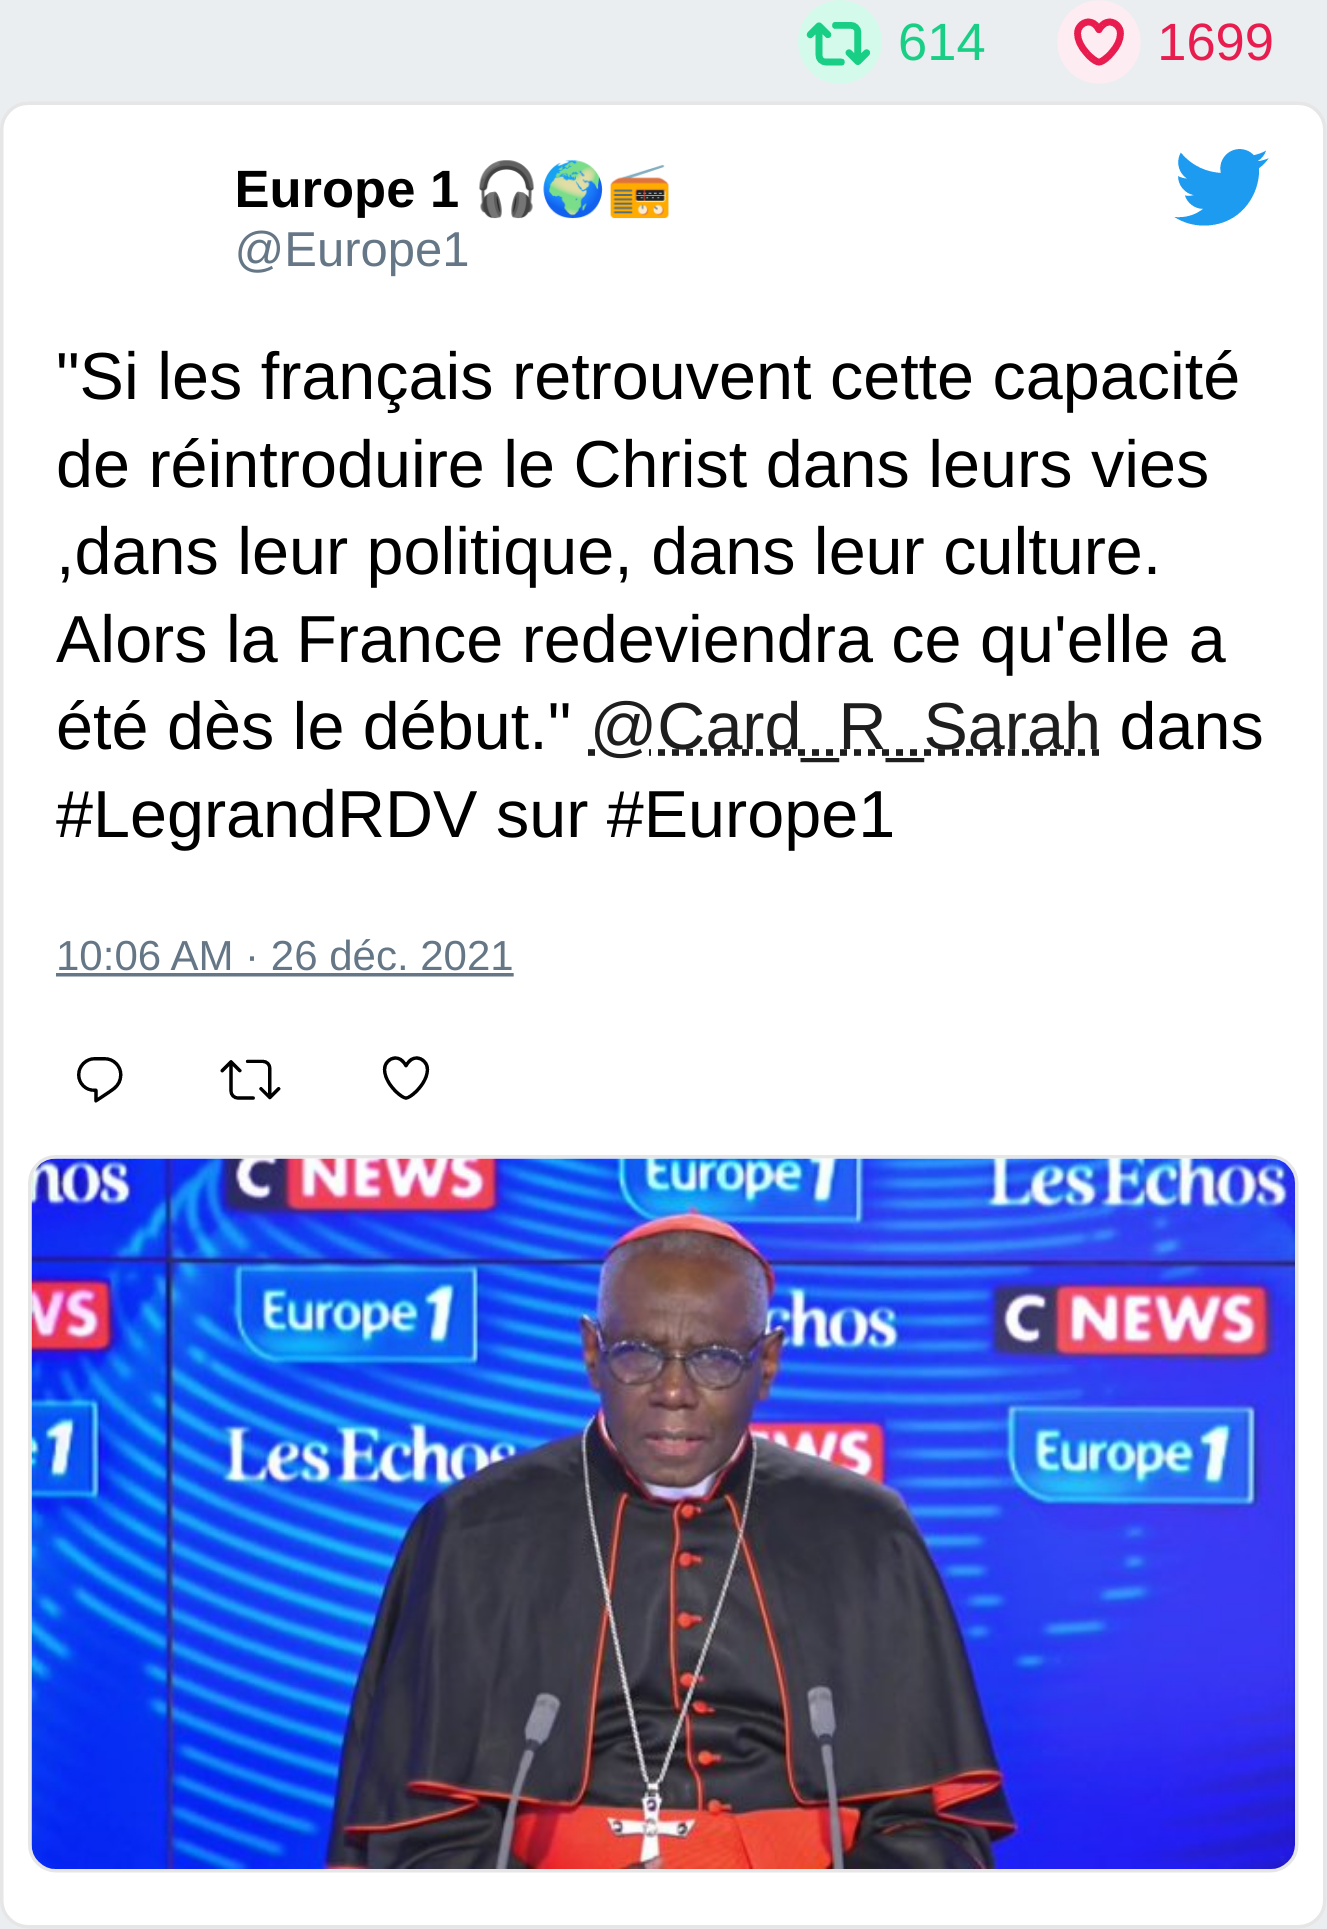 614 1699
Europe 1
@Europe1
"Si les français retrouvent cette capacité
de réintroduire le Christ dans leurs vies
,dans leur politique, dans leur culture.
Alors la France redeviendra ce qu'elle a
été dès le début." @Card_R_Sarah dans
#LegrandRDV sur #Europe1
10:06 AM · 26 déc. 2021
hos C NEWS Europe 1 Les Echos
WS Europe 1 chos C NEWS
e 1 Les Echos WS Europe 1